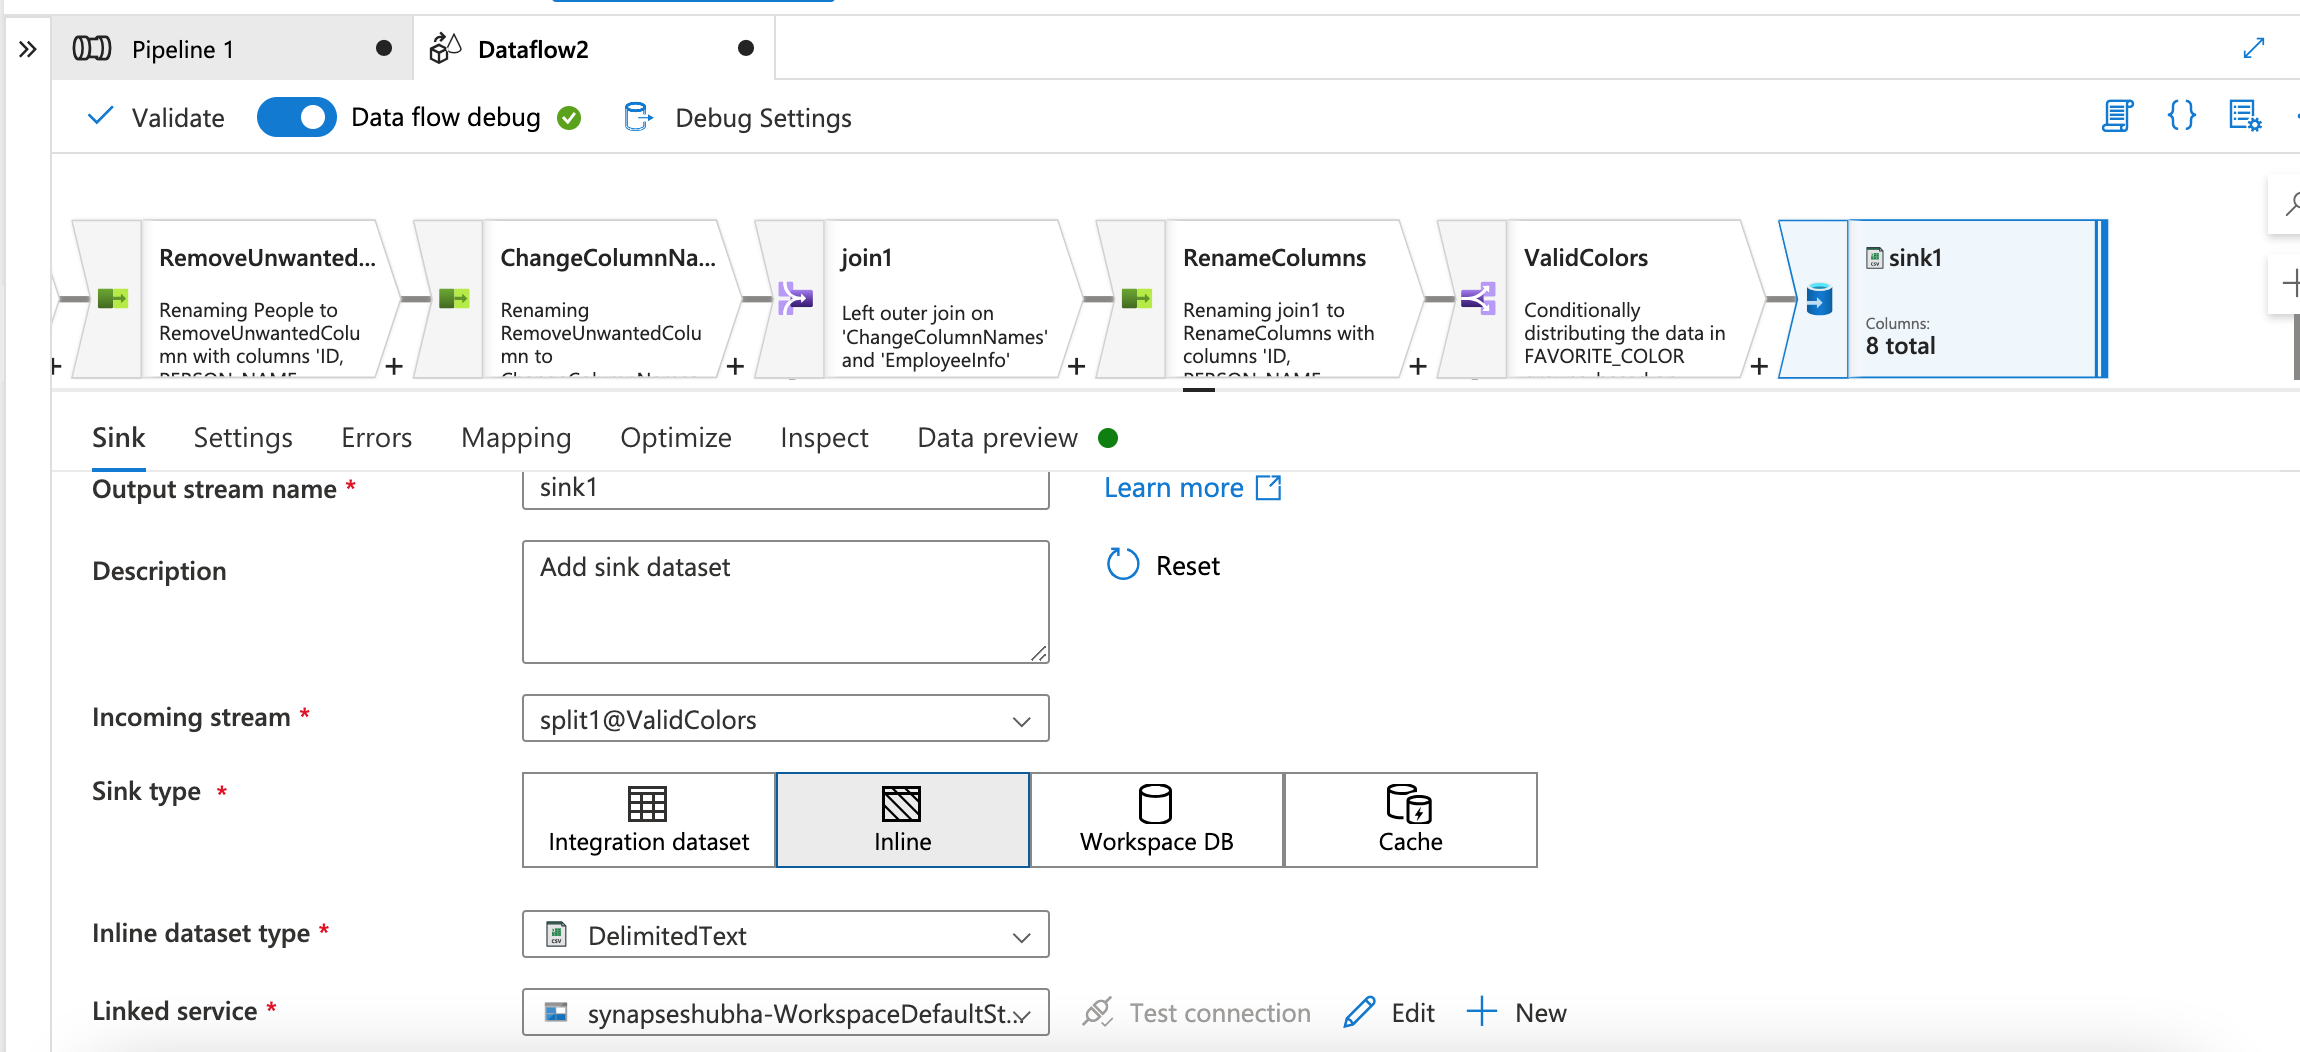 Pipeline 1
Dataflow2
Validate
Data flow debug
Debug Settings
RemoveUnwanted...
Renaming People to
RemoveUnwantedColu
mn with columns 'ID,
PERSON_NAME
ChangeColumnNa...
Renaming
RemoveUnwantedColu
mn to
ChangeColumnNames
join1
Left outer join on
'ChangeColumnNames'
and 'EmployeeInfo'
RenameColumns
Renaming join1 to
RenameColumns with
columns 'ID,
PERSON_NAME
ValidColors
Conditionally
distributing the data in
FAVORITE_COLOR
sink1
Columns:
8 total
Sink
Settings
Errors
Mapping
Optimize
Inspect
Data preview
Output stream name *
sink1
Learn more
Description
Add sink dataset
Reset
Incoming stream *
split1@ValidColors
Sink type *
Integration dataset
Inline
Workspace DB
Cache
Inline dataset type *
DelimitedText
Linked service *
synapseshubha-WorkspaceDefaultSt...
Test connection
Edit
New